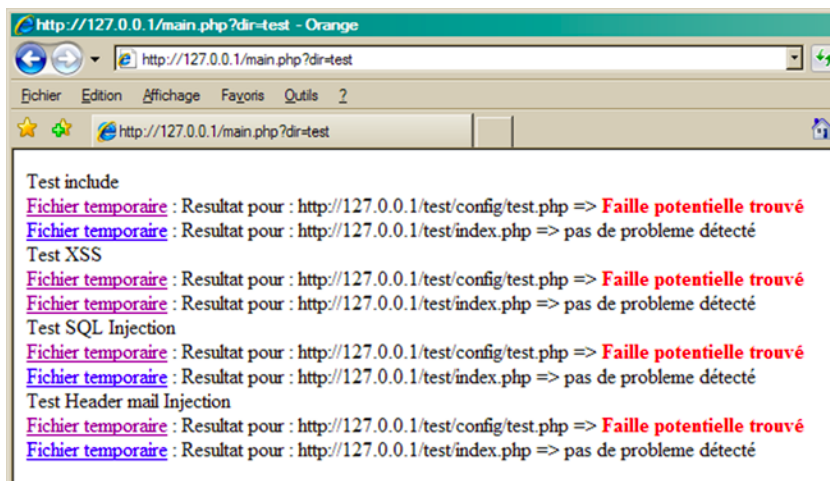 http://127.0.0.1/main.php?dir=test - Orange
http://127.0.0.1/main.php?dir=test
Fichier Edition Affichage Favoris Outils ?
http://127.0.0.1/main.php?dir=test
Test include
Fichier temporaire : Resultat pour : http://127.0.0.1/test/config/test.php => Faille potentielle trouvé
Fichier temporaire : Resultat pour : http://127.0.0.1/test/index.php => pas de probleme détecté
Test XSS
Fichier temporaire : Resultat pour : http://127.0.0.1/test/config/test.php => Faille potentielle trouvé
Fichier temporaire : Resultat pour : http://127.0.0.1/test/index.php => pas de probleme détecté
Test SQL Injection
Fichier temporaire : Resultat pour : http://127.0.0.1/test/config/test.php => Faille potentielle trouvé
Fichier temporaire : Resultat pour : http://127.0.0.1/test/index.php => pas de probleme détecté
Test Header mail Injection
Fichier temporaire : Resultat pour : http://127.0.0.1/test/config/test.php => Faille potentielle trouvé
Fichier temporaire : Resultat pour : http://127.0.0.1/test/index.php => pas de probleme détecté